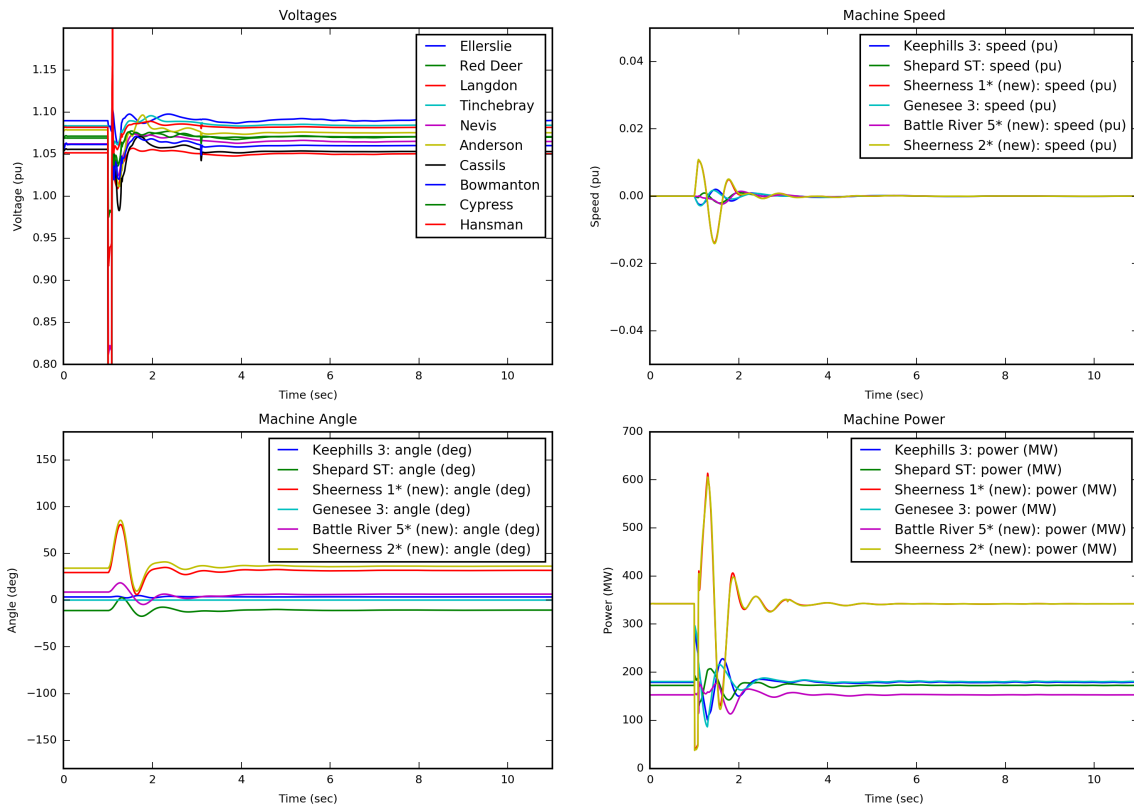 Voltages
1.15
1.10
1.05
1.00
0.95
0.90
0.85
0.80
Voltage (pu)
Ellerslie
Red Deer
Langdon
Tinchebray
Nevis
Anderson
Cassils
Bowmanton
Cypress
Hansman
0 2 4 6 8 10
Time (sec)
Machine Speed
0.04
0.02
0.00
−0.02
−0.04
Speed (pu)
Keephills 3: speed (pu)
Shepard ST: speed (pu)
Sheerness 1* (new): speed (pu)
Genesee 3: speed (pu)
Battle River 5* (new): speed (pu)
Sheerness 2* (new): speed (pu)
0 2 4 6 8 10
Time (sec)
Machine Angle
150
100
50
0
−50
−100
−150
Angle (deg)
Keephills 3: angle (deg)
Shepard ST: angle (deg)
Sheerness 1* (new): angle (deg)
Genesee 3: angle (deg)
Battle River 5* (new): angle (deg)
Sheerness 2* (new): angle (deg)
0 2 4 6 8 10
Time (sec)
Machine Power
700
600
500
400
300
200
100
0
Power (MW)
Keephills 3: power (MW)
Shepard ST: power (MW)
Sheerness 1* (new): power (MW)
Genesee 3: power (MW)
Battle River 5* (new): power (MW)
Sheerness 2* (new): power (MW)
0 2 4 6 8 10
Time (sec)